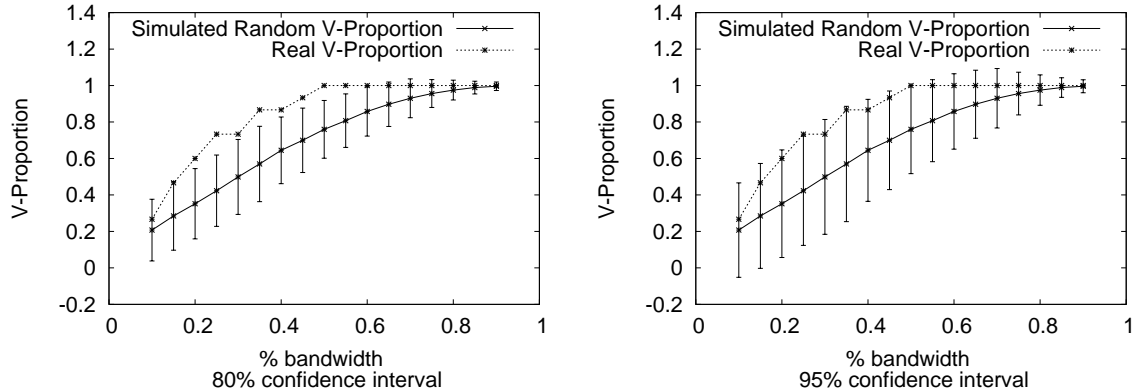 1.4
1.2
1
0.8
0.6
0.4
0.2
0
-0.2
V-Proportion
Simulated Random V-Proportion
Real V-Proportion
0 0.2 0.4 0.6 0.8 1
% bandwidth
80% confidence interval
1.4
1.2
1
0.8
0.6
0.4
0.2
0
-0.2
V-Proportion
Simulated Random V-Proportion
Real V-Proportion
0 0.2 0.4 0.6 0.8 1
% bandwidth
95% confidence interval